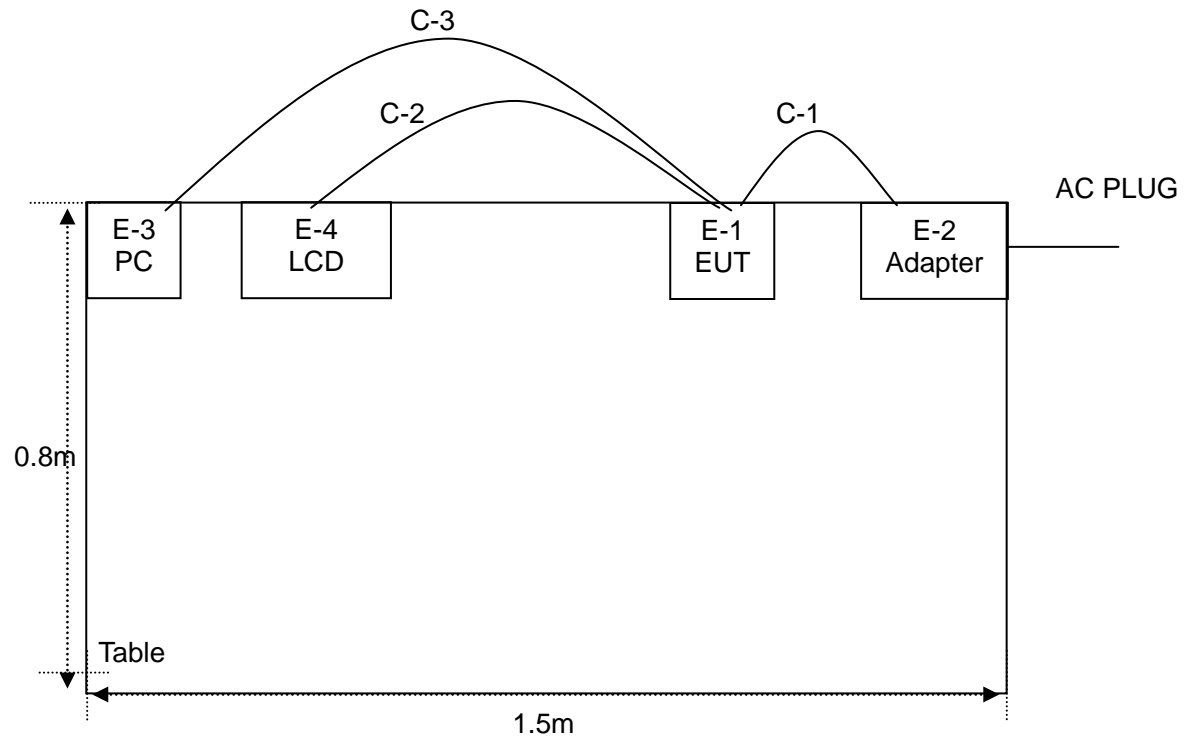 C-3
C-2
C-1
AC PLUG
E-3
PC
E-4
LCD
E-1
EUT
E-2
Adapter
0.8m
Table
1.5m